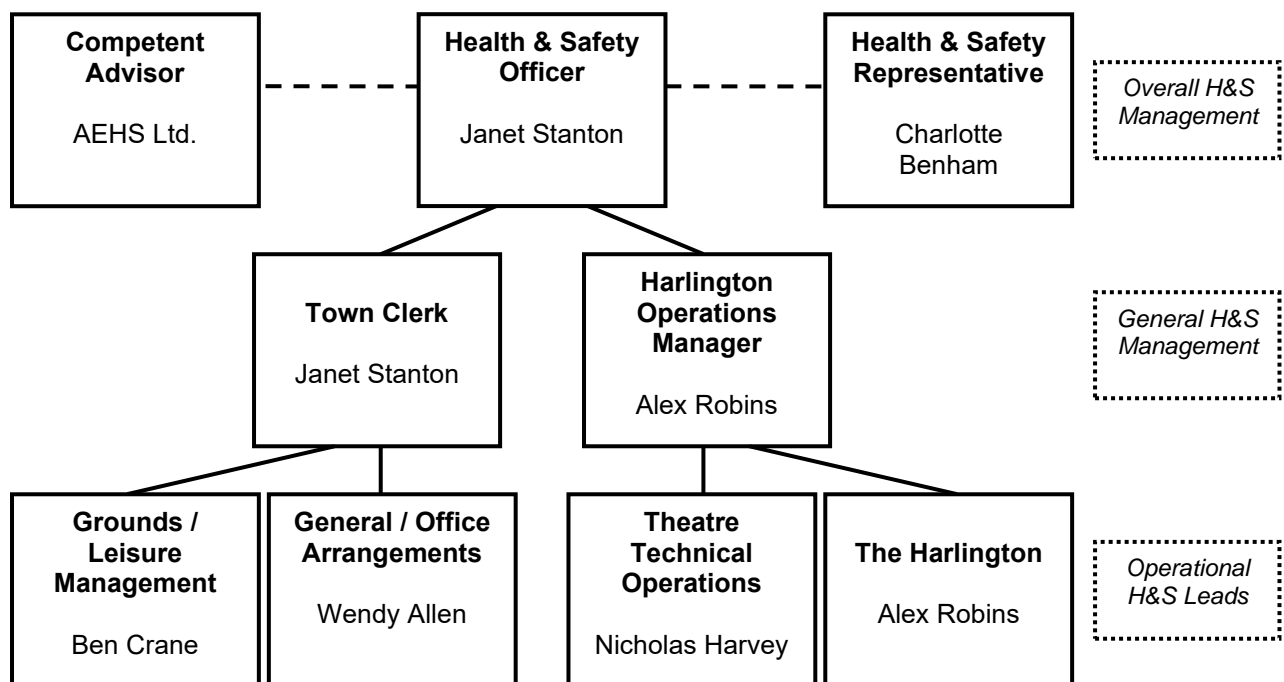 Competent
Advisor
AEHS Ltd.
Health & Safety
Officer
Janet Stanton
Health & Safety
Representative
Charlotte
Benham
Overall H&S
Management
Town Clerk
Janet Stanton
Harlington
Operations
Manager
Alex Robins
General H&S
Management
Grounds /
Leisure
Management
Ben Crane
General / Office
Arrangements
Wendy Allen
Theatre
Technical
Operations
Nicholas Harvey
The Harlington
Alex Robins
Operational
H&S Leads